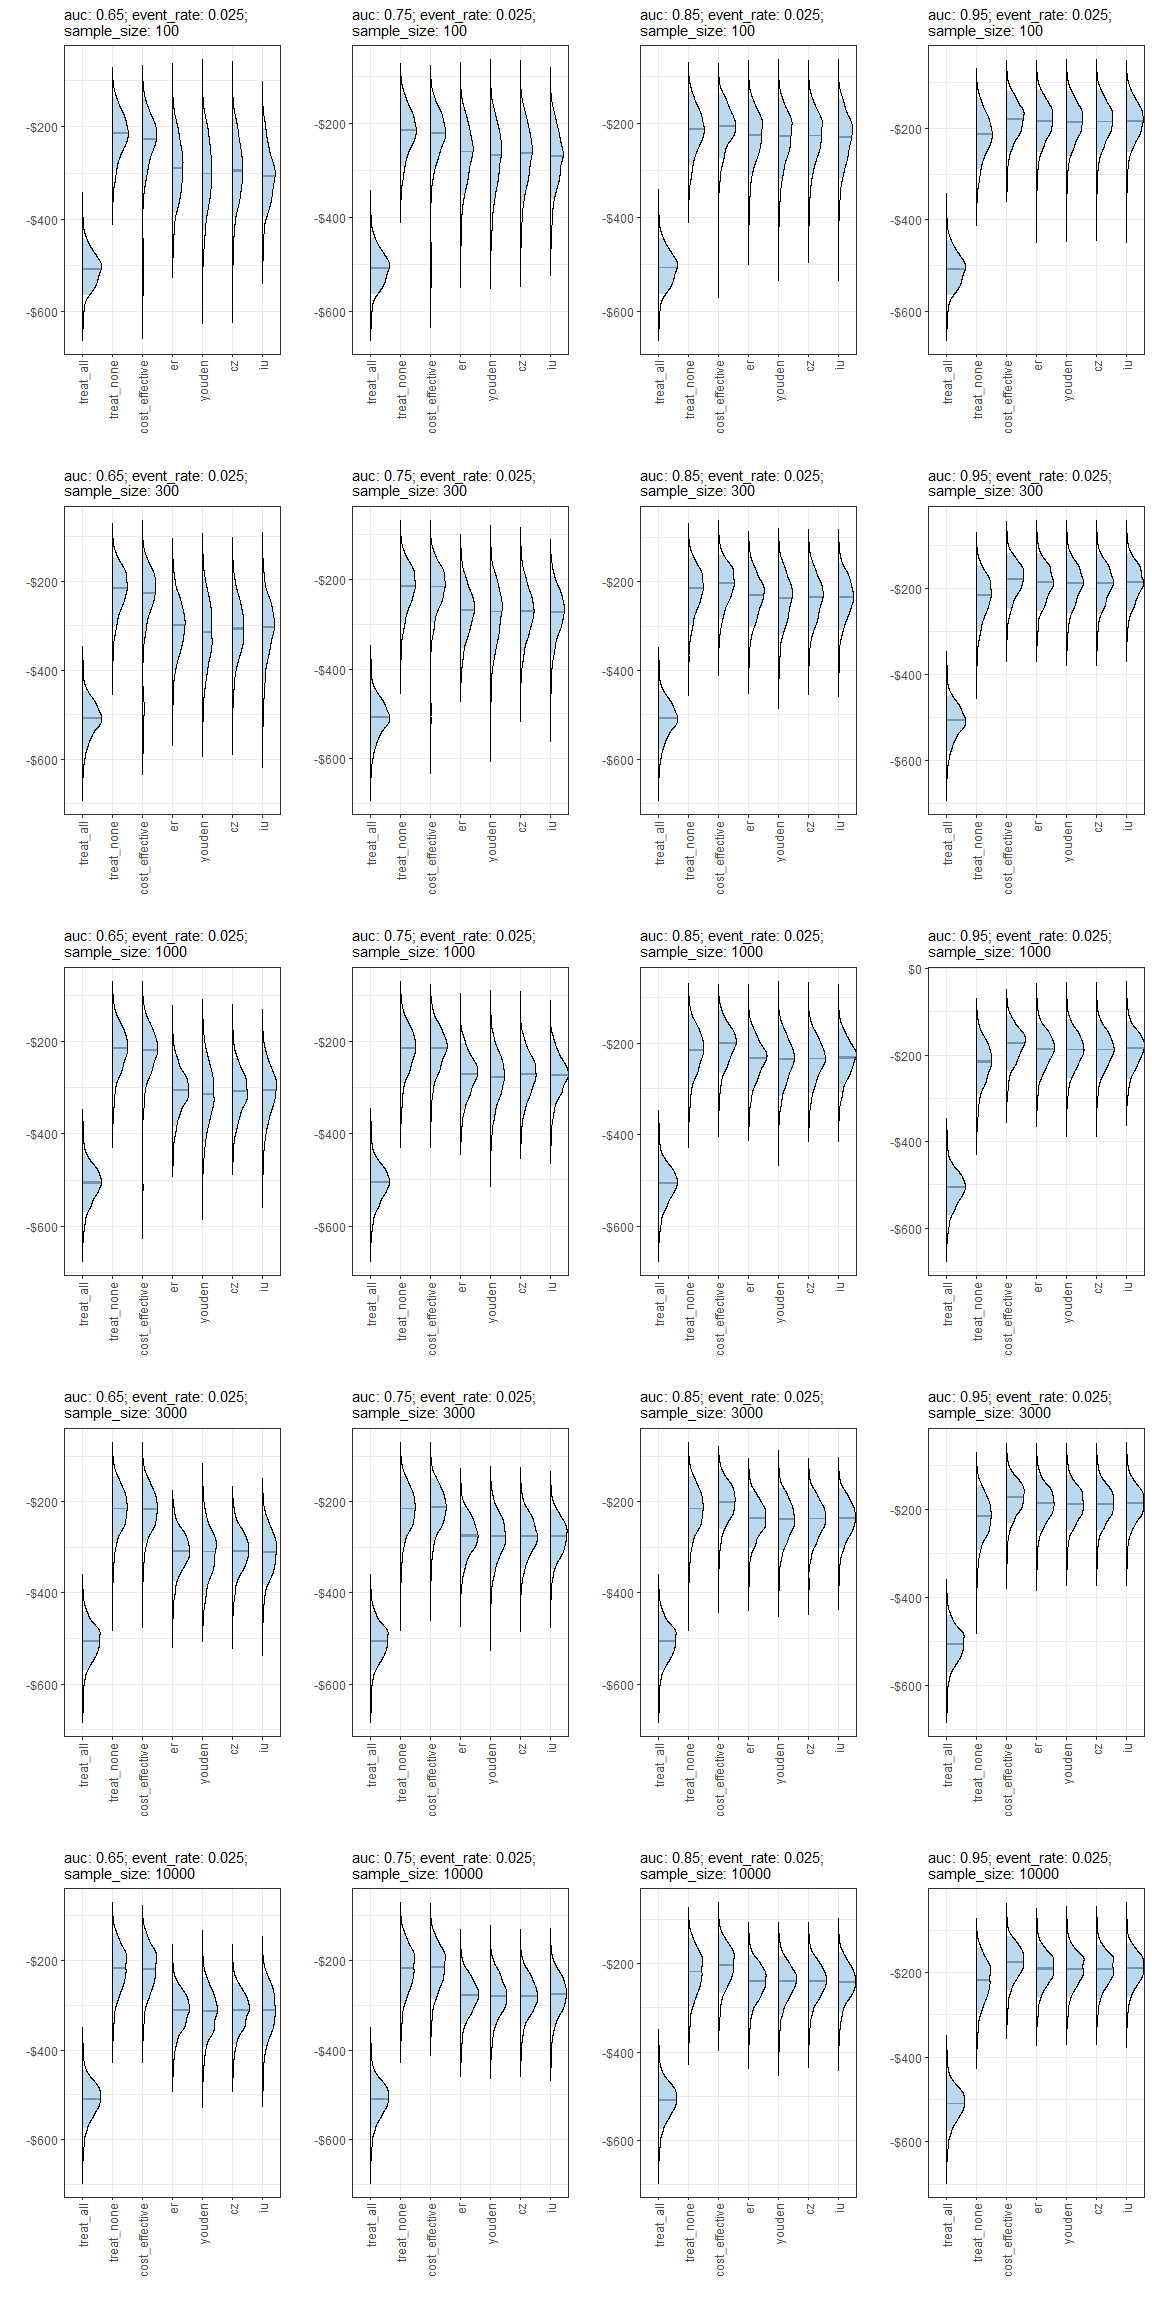 auc: 0.65; event_rate: 0.025;
sample_size: 100
auc: 0.75; event_rate: 0.025;
sample_size: 100
auc: 0.85; event_rate: 0.025;
sample_size: 100
auc: 0.95; event_rate: 0.025;
sample_size: 100
-$200
-$400
-$600
-$200
-$400
-$600
-$200
-$400
-$600
-$200
-$400
-$600
treat_all
treat_none
cost_effective
er
youden
cz
iu
treat_all
treat_none
cost_effective
er
youden
cz
iu
treat_all
treat_none
cost_effective
er
youden
cz
iu
treat_all
treat_none
cost_effective
er
youden
cz
iu
auc: 0.65; event_rate: 0.025;
sample_size: 300
auc: 0.75; event_rate: 0.025;
sample_size: 300
auc: 0.85; event_rate: 0.025;
sample_size: 300
auc: 0.95; event_rate: 0.025;
sample_size: 300
-$200
-$400
-$600
-$200
-$400
-$600
-$200
-$400
-$600
-$200
-$400
-$600
treat_all
treat_none
cost_effective
er
youden
cz
iu
treat_all
treat_none
cost_effective
er
youden
cz
iu
treat_all
treat_none
cost_effective
er
youden
cz
iu
treat_all
treat_none
cost_effective
er
youden
cz
iu
auc: 0.65; event_rate: 0.025;
sample_size: 1000
auc: 0.75; event_rate: 0.025;
sample_size: 1000
auc: 0.85; event_rate: 0.025;
sample_size: 1000
auc: 0.95; event_rate: 0.025;
sample_size: 1000
-$200
-$400
-$600
-$200
-$400
-$600
-$200
-$400
-$600
$0
-$200
-$400
-$600
treat_all
treat_none
cost_effective
er
youden
cz
iu
treat_all
treat_none
cost_effective
er
youden
cz
iu
treat_all
treat_none
cost_effective
er
youden
cz
iu
treat_all
treat_none
cost_effective
er
youden
cz
iu
auc: 0.65; event_rate: 0.025;
sample_size: 3000
auc: 0.75; event_rate: 0.025;
sample_size: 3000
auc: 0.85; event_rate: 0.025;
sample_size: 3000
auc: 0.95; event_rate: 0.025;
sample_size: 3000
-$200
-$400
-$600
-$200
-$400
-$600
-$200
-$400
-$600
-$200
-$400
-$600
treat_all
treat_none
cost_effective
er
youden
cz
iu
treat_all
treat_none
cost_effective
er
youden
cz
iu
treat_all
treat_none
cost_effective
er
youden
cz
iu
treat_all
treat_none
cost_effective
er
youden
cz
iu
auc: 0.65; event_rate: 0.025;
sample_size: 10000
auc: 0.75; event_rate: 0.025;
sample_size: 10000
auc: 0.85; event_rate: 0.025;
sample_size: 10000
auc: 0.95; event_rate: 0.025;
sample_size: 10000
-$200
-$400
-$600
-$200
-$400
-$600
-$200
-$400
-$600
-$200
-$400
-$600
treat_all
treat_none
cost_effective
er
youden
cz
iu
treat_all
treat_none
cost_effective
er
youden
cz
iu
treat_all
treat_none
cost_effective
er
youden
cz
iu
treat_all
treat_none
cost_effective
er
youden
cz
iu